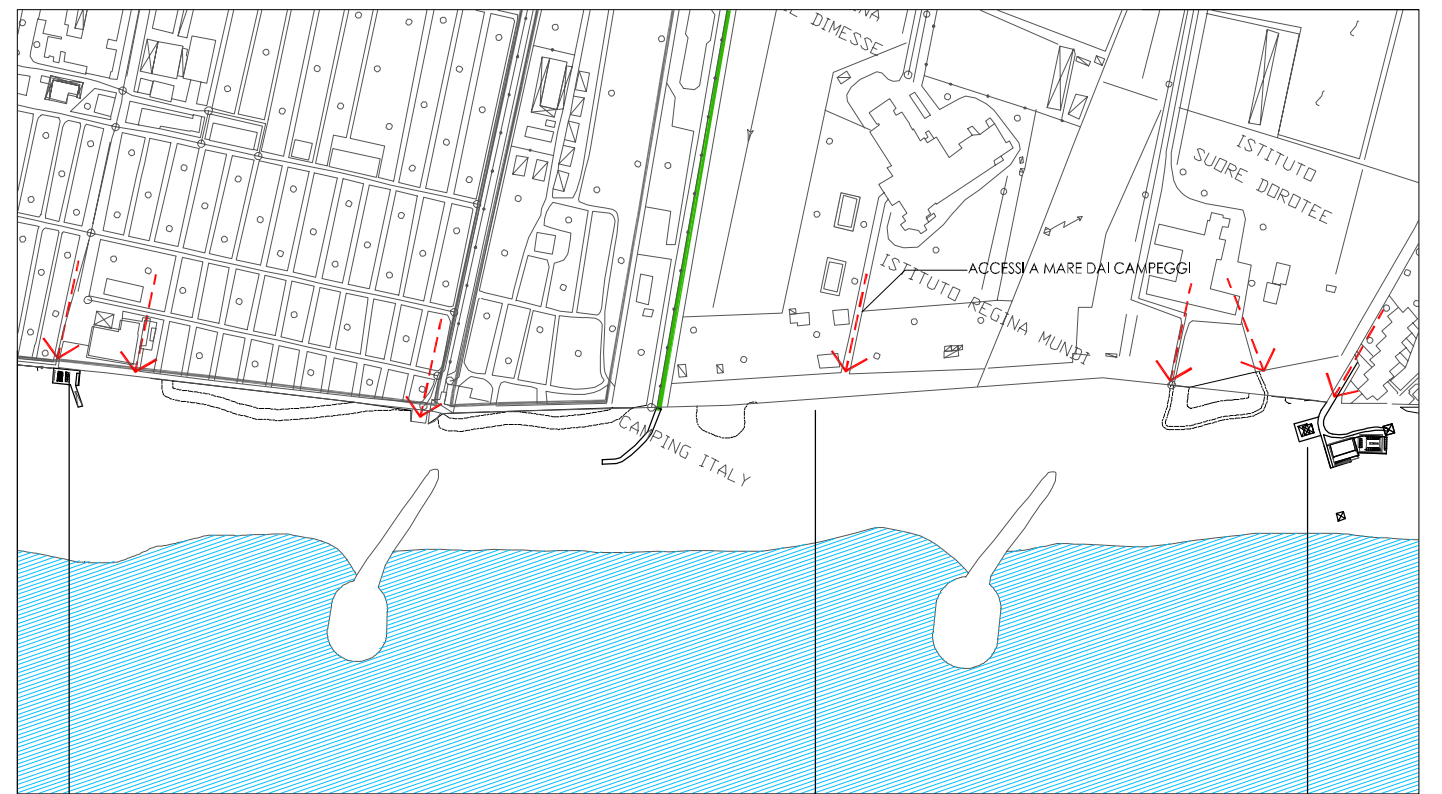 DIMESSE
ISTITUTO
SUORE DOROTEE
ACCESSI A MARE DAI CAMPEGGI
ISTITUTO REGINA MUNDI
CAMPING ITALY